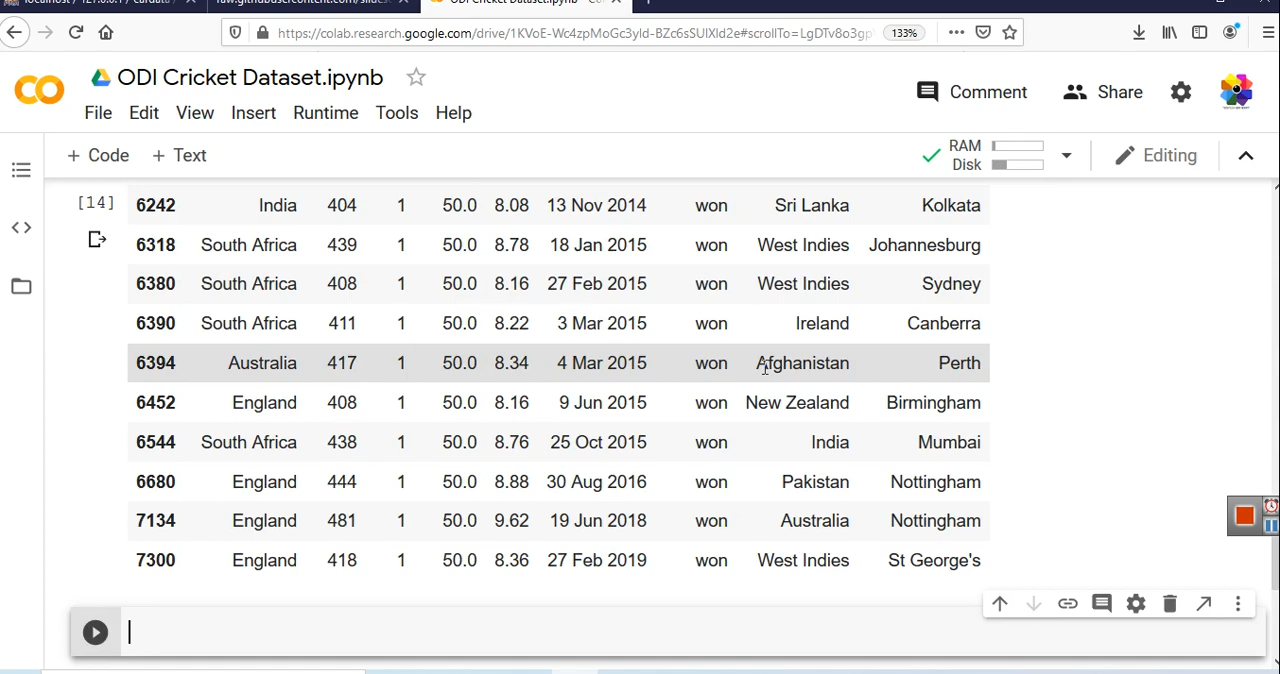 ODI Cricket Dataset.ipynb
https://colab.research.google.com/drive/1KVoE-Wc4zpMoGc3yld-BZc6sSUlXld2e#scrollTo=LgDTv8o3gp 133%
ODI Cricket Dataset.ipynb
Comment Share
File Edit View Insert Runtime Tools Help
+ Code + Text RAM Disk Editing
[14] 6242 India 404 1 50.0 8.08 13 Nov 2014 won Sri Lanka Kolkata
6318 South Africa 439 1 50.0 8.78 18 Jan 2015 won West Indies Johannesburg
6380 South Africa 408 1 50.0 8.16 27 Feb 2015 won West Indies Sydney
6390 South Africa 411 1 50.0 8.22 3 Mar 2015 won Ireland Canberra
6394 Australia 417 1 50.0 8.34 4 Mar 2015 won Afghanistan Perth
6452 England 408 1 50.0 8.16 9 Jun 2015 won New Zealand Birmingham
6544 South Africa 438 1 50.0 8.76 25 Oct 2015 won India Mumbai
6680 England 444 1 50.0 8.88 30 Aug 2016 won Pakistan Nottingham
7134 England 481 1 50.0 9.62 19 Jun 2018 won Australia Nottingham
7300 England 418 1 50.0 8.36 27 Feb 2019 won West Indies St George's